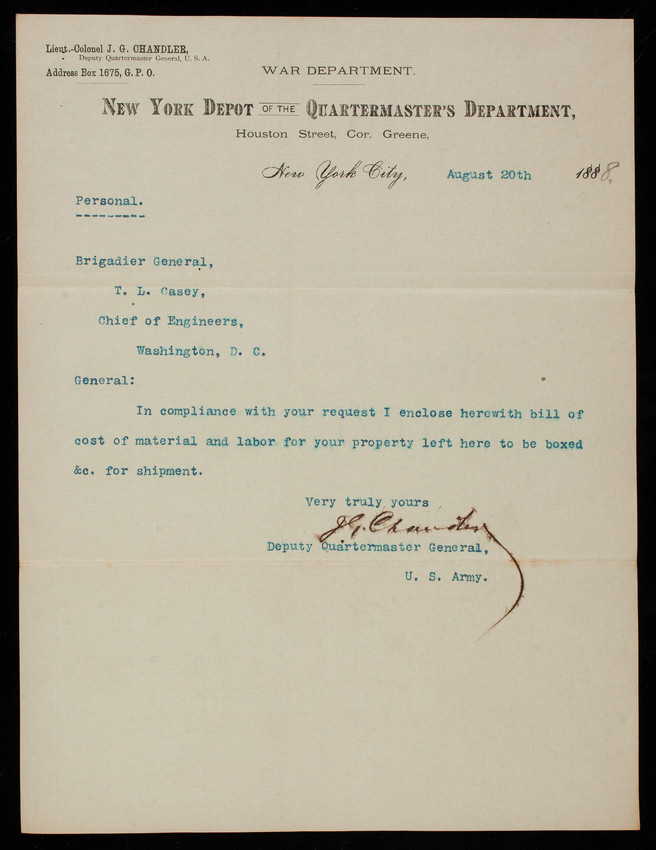 Lieut.-Colonel J. G. CHANDLER,
Deputy Quartermaster General, U. S. A.
Address Box 1675, G. P. O.
WAR DEPARTMENT.
NEW YORK DEPOT OF THE QUARTERMASTER'S DEPARTMENT,
Houston Street, Cor. Greene,
New York City, August 20th 1888.
Personal.
---------
Brigadier General,
T. L. Casey,
Chief of Engineers,
Washington, D. C.
General:
In compliance with your request I enclose herewith bill of
cost of material and labor for your property left here to be boxed
&c. for shipment.
Very truly yours
J. G. Chandler
Deputy Quartermaster General,
U. S. Army.